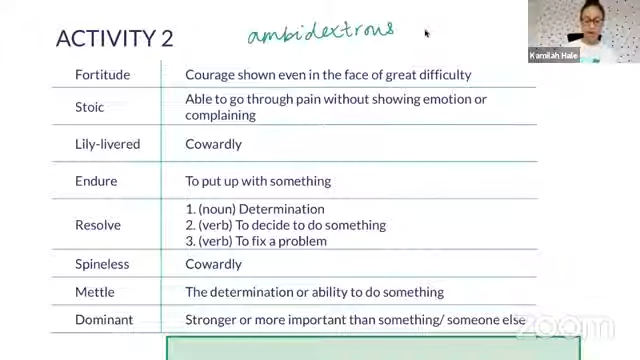 ambidextrous
ACTIVITY 2
Kamilah Hale
Fortitude Courage shown even in the face of great difficulty
Stoic Able to go through pain without showing emotion or
complaining
Lily-livered Cowardly
Endure To put up with something
Resolve 1. (noun) Determination
2. (verb) To decide to do something
3. (verb) To fix a problem
Spineless Cowardly
Mettle The determination or ability to do something
Dominant Stronger or more important than something/ someone else
zoom